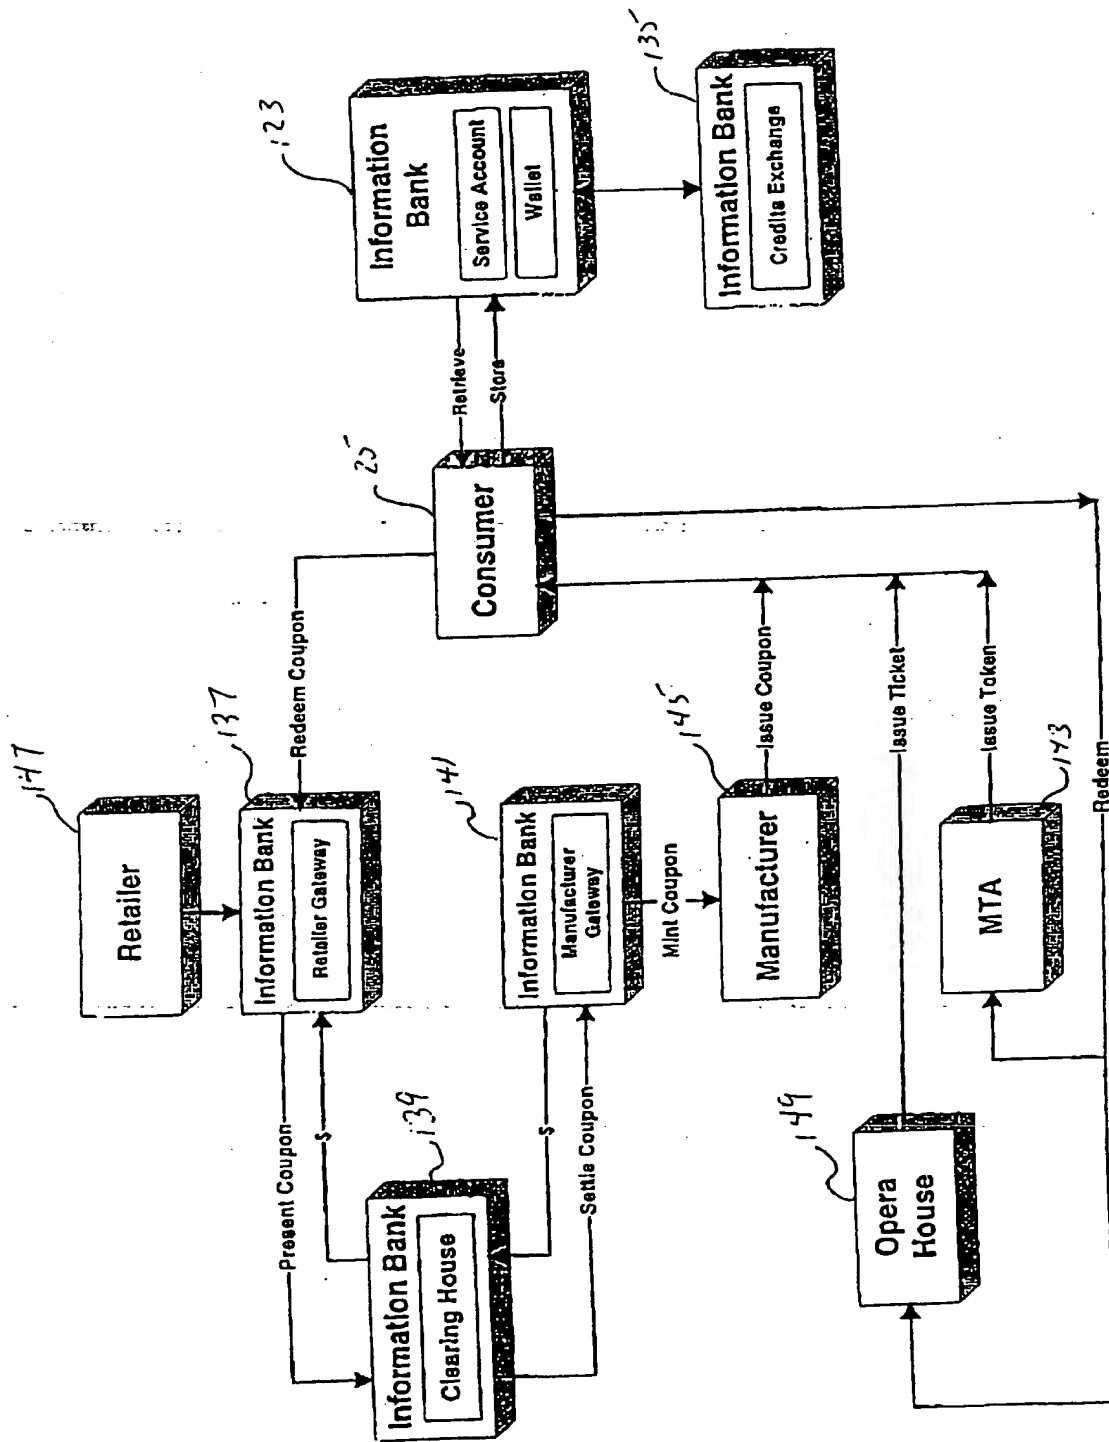 147
Retailer
137
Information Bank
Retailer Gateway
Redeem Coupon
Present Coupon
$
139
Information Bank
Clearing House
$
Settle Coupon
141
Information Bank
Manufacturer
Gateway
Mint Coupon
145
Manufacturer
Issue Coupon
149
Opera
House
Issue Ticket
143
MTA
Issue Token
Redeem
25
Consumer
Retrieve
Store
123
Information
Bank
Service Account
Wallet
135
Information Bank
Credits Exchange